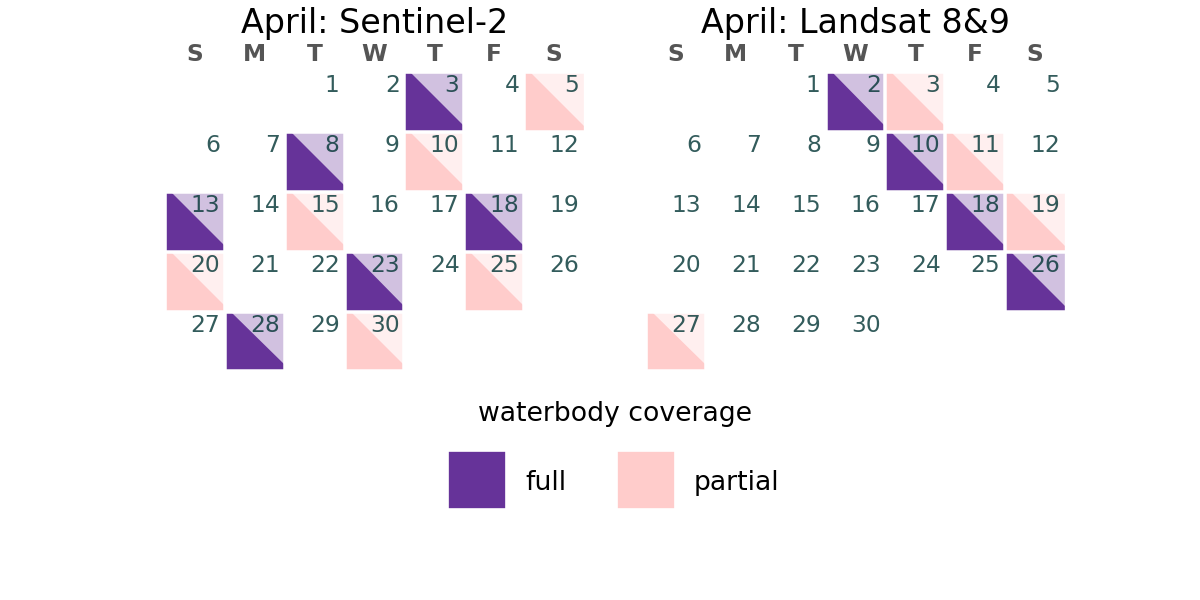 April: Sentinel-2
S M T W T F S
1 2 3 4 5
6 7 8 9 10 11 12
13 14 15 16 17 18 19
20 21 22 23 24 25 26
27 28 29 30
April: Landsat 8&9
S M T W T F S
1 2 3 4 5
6 7 8 9 10 11 12
13 14 15 16 17 18 19
20 21 22 23 24 25 26
27 28 29 30
waterbody coverage
full
partial